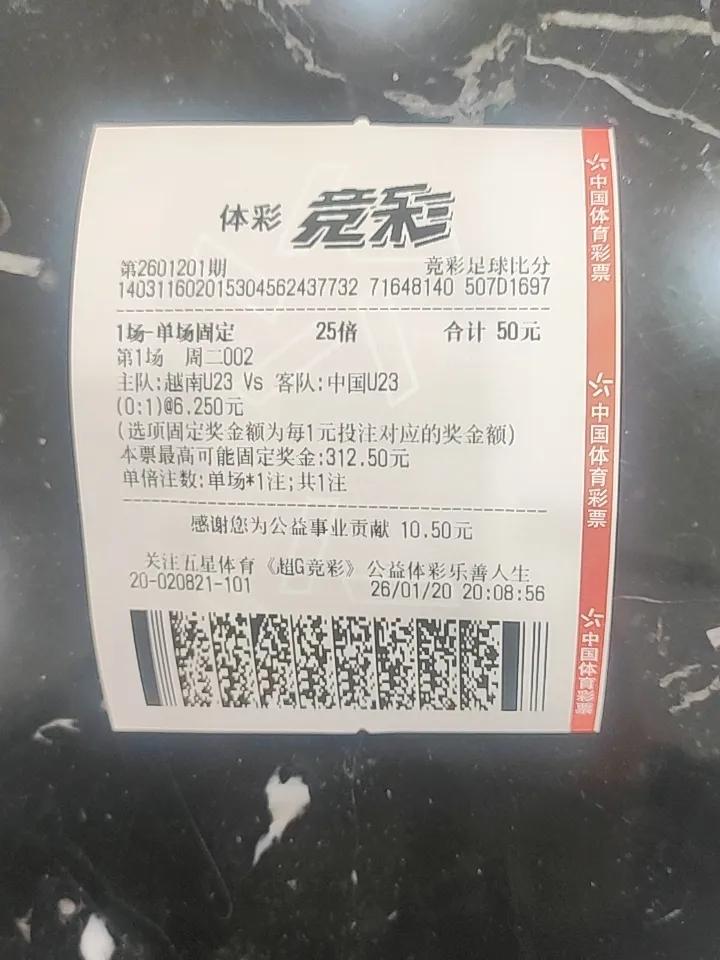 体彩 竞彩
第2601201期 竞彩足球比分
140311602015304562437732 71648140 507D1697
1场-单场固定 25倍 合计 50元
第1场 周二002
主队:越南U23 Vs 客队:中国U23
(0:1)@6.250元
(选项固定奖金额为每1元投注对应的奖金额)
本票最高可能固定奖金:312.50元
单倍注数:单场*1注;共1注
感谢您为公益事业贡献 10.50元
关注五星体育《超G竞彩》公益体彩乐善人生
20-020821-101 26/01/20 20:08:56
中国体育彩票
中国体育彩票
中国体育彩票